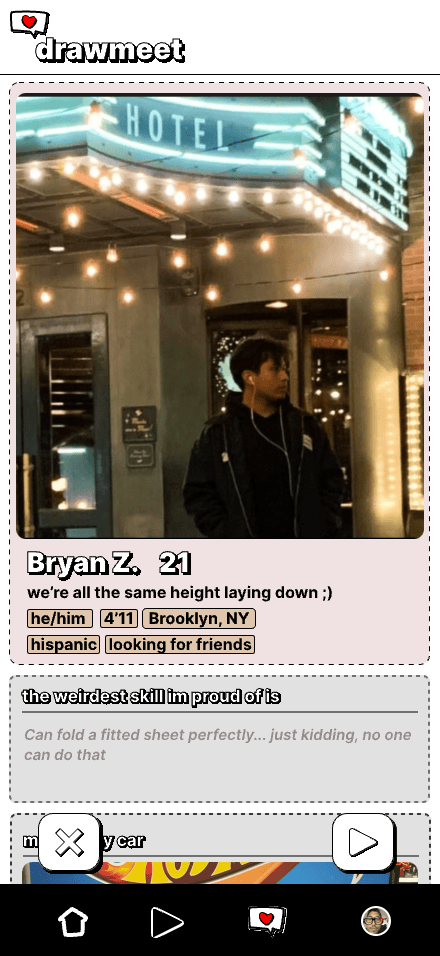 drawmeet
HOTEL
Bryan Z. 21
we're all the same height laying down ;)
he/him 4'11 Brooklyn, NY
hispanic looking for friends
the weirdest skill im proud of is
Can fold a fitted sheet perfectly... just kidding, no one
can do that
y car